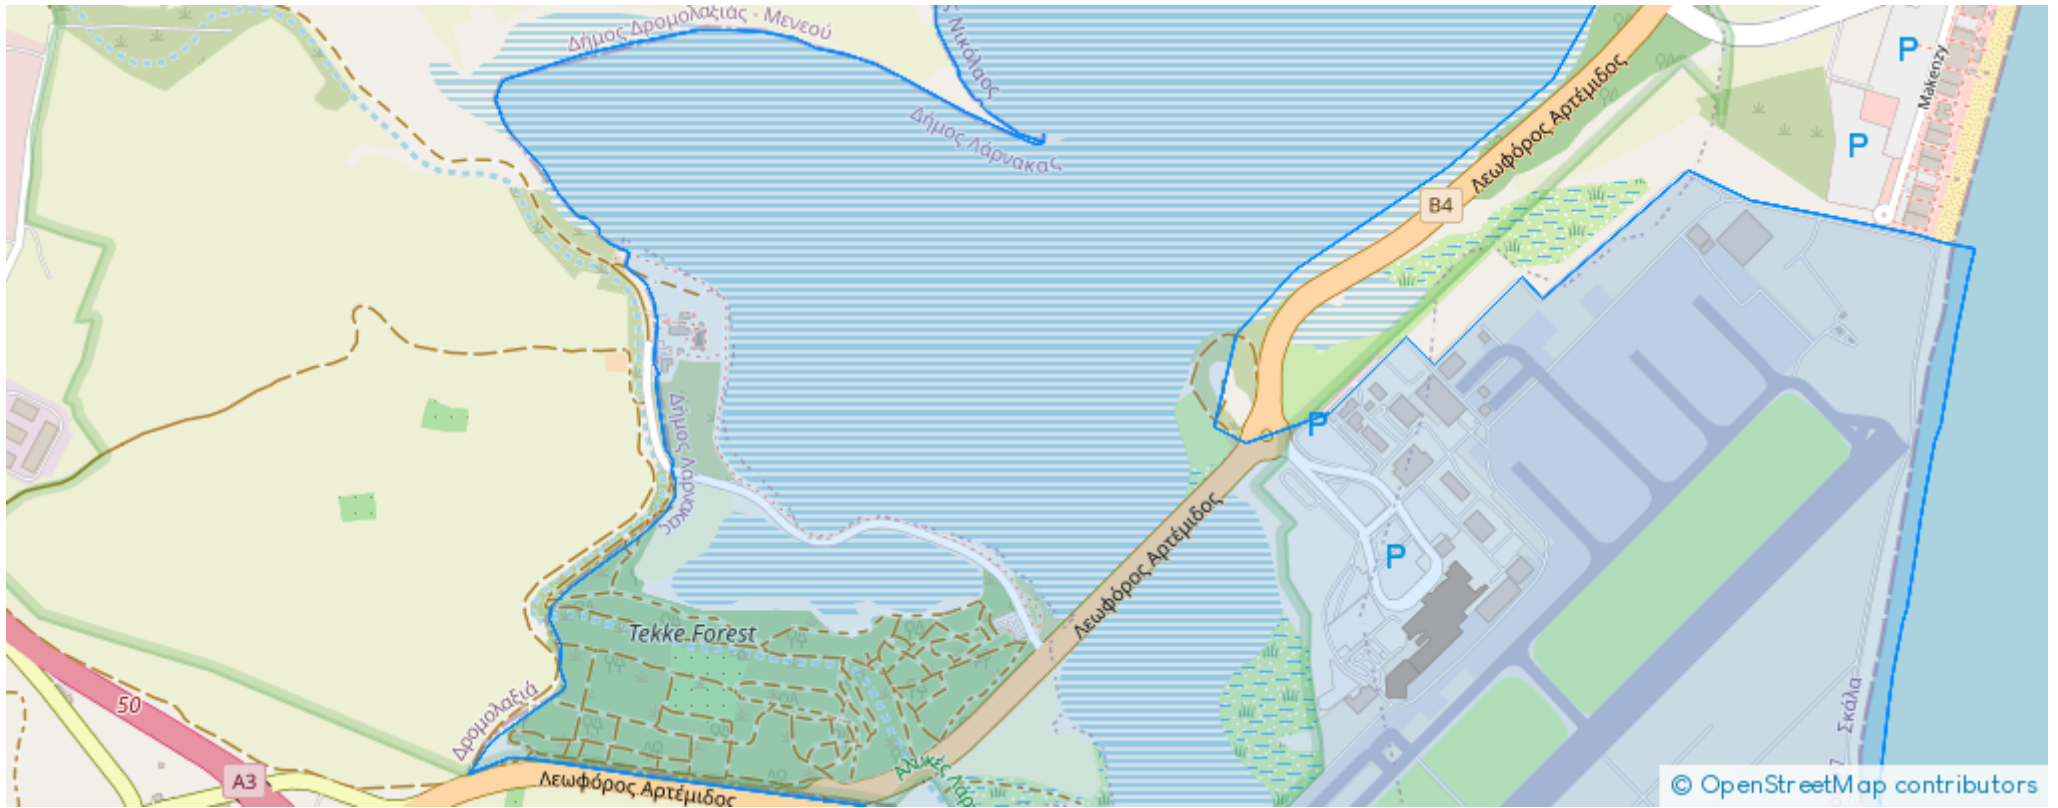 Δήμος Δρομολαξιάς - Μενεού
Νικόλαος
Δήμος Λάρνακας
Λεωφόρος Αρτέμιδος
B4
P
Makenzy
P
P
Δήμος Λάρνακας
Λεωφόρος Αρτέμιδος
P
Tekke Forest
Δρομολαξιά
50
A3
Λεωφόρος Αρτέμιδος
Αλυκές
Σκάλα
© OpenStreetMap contributors